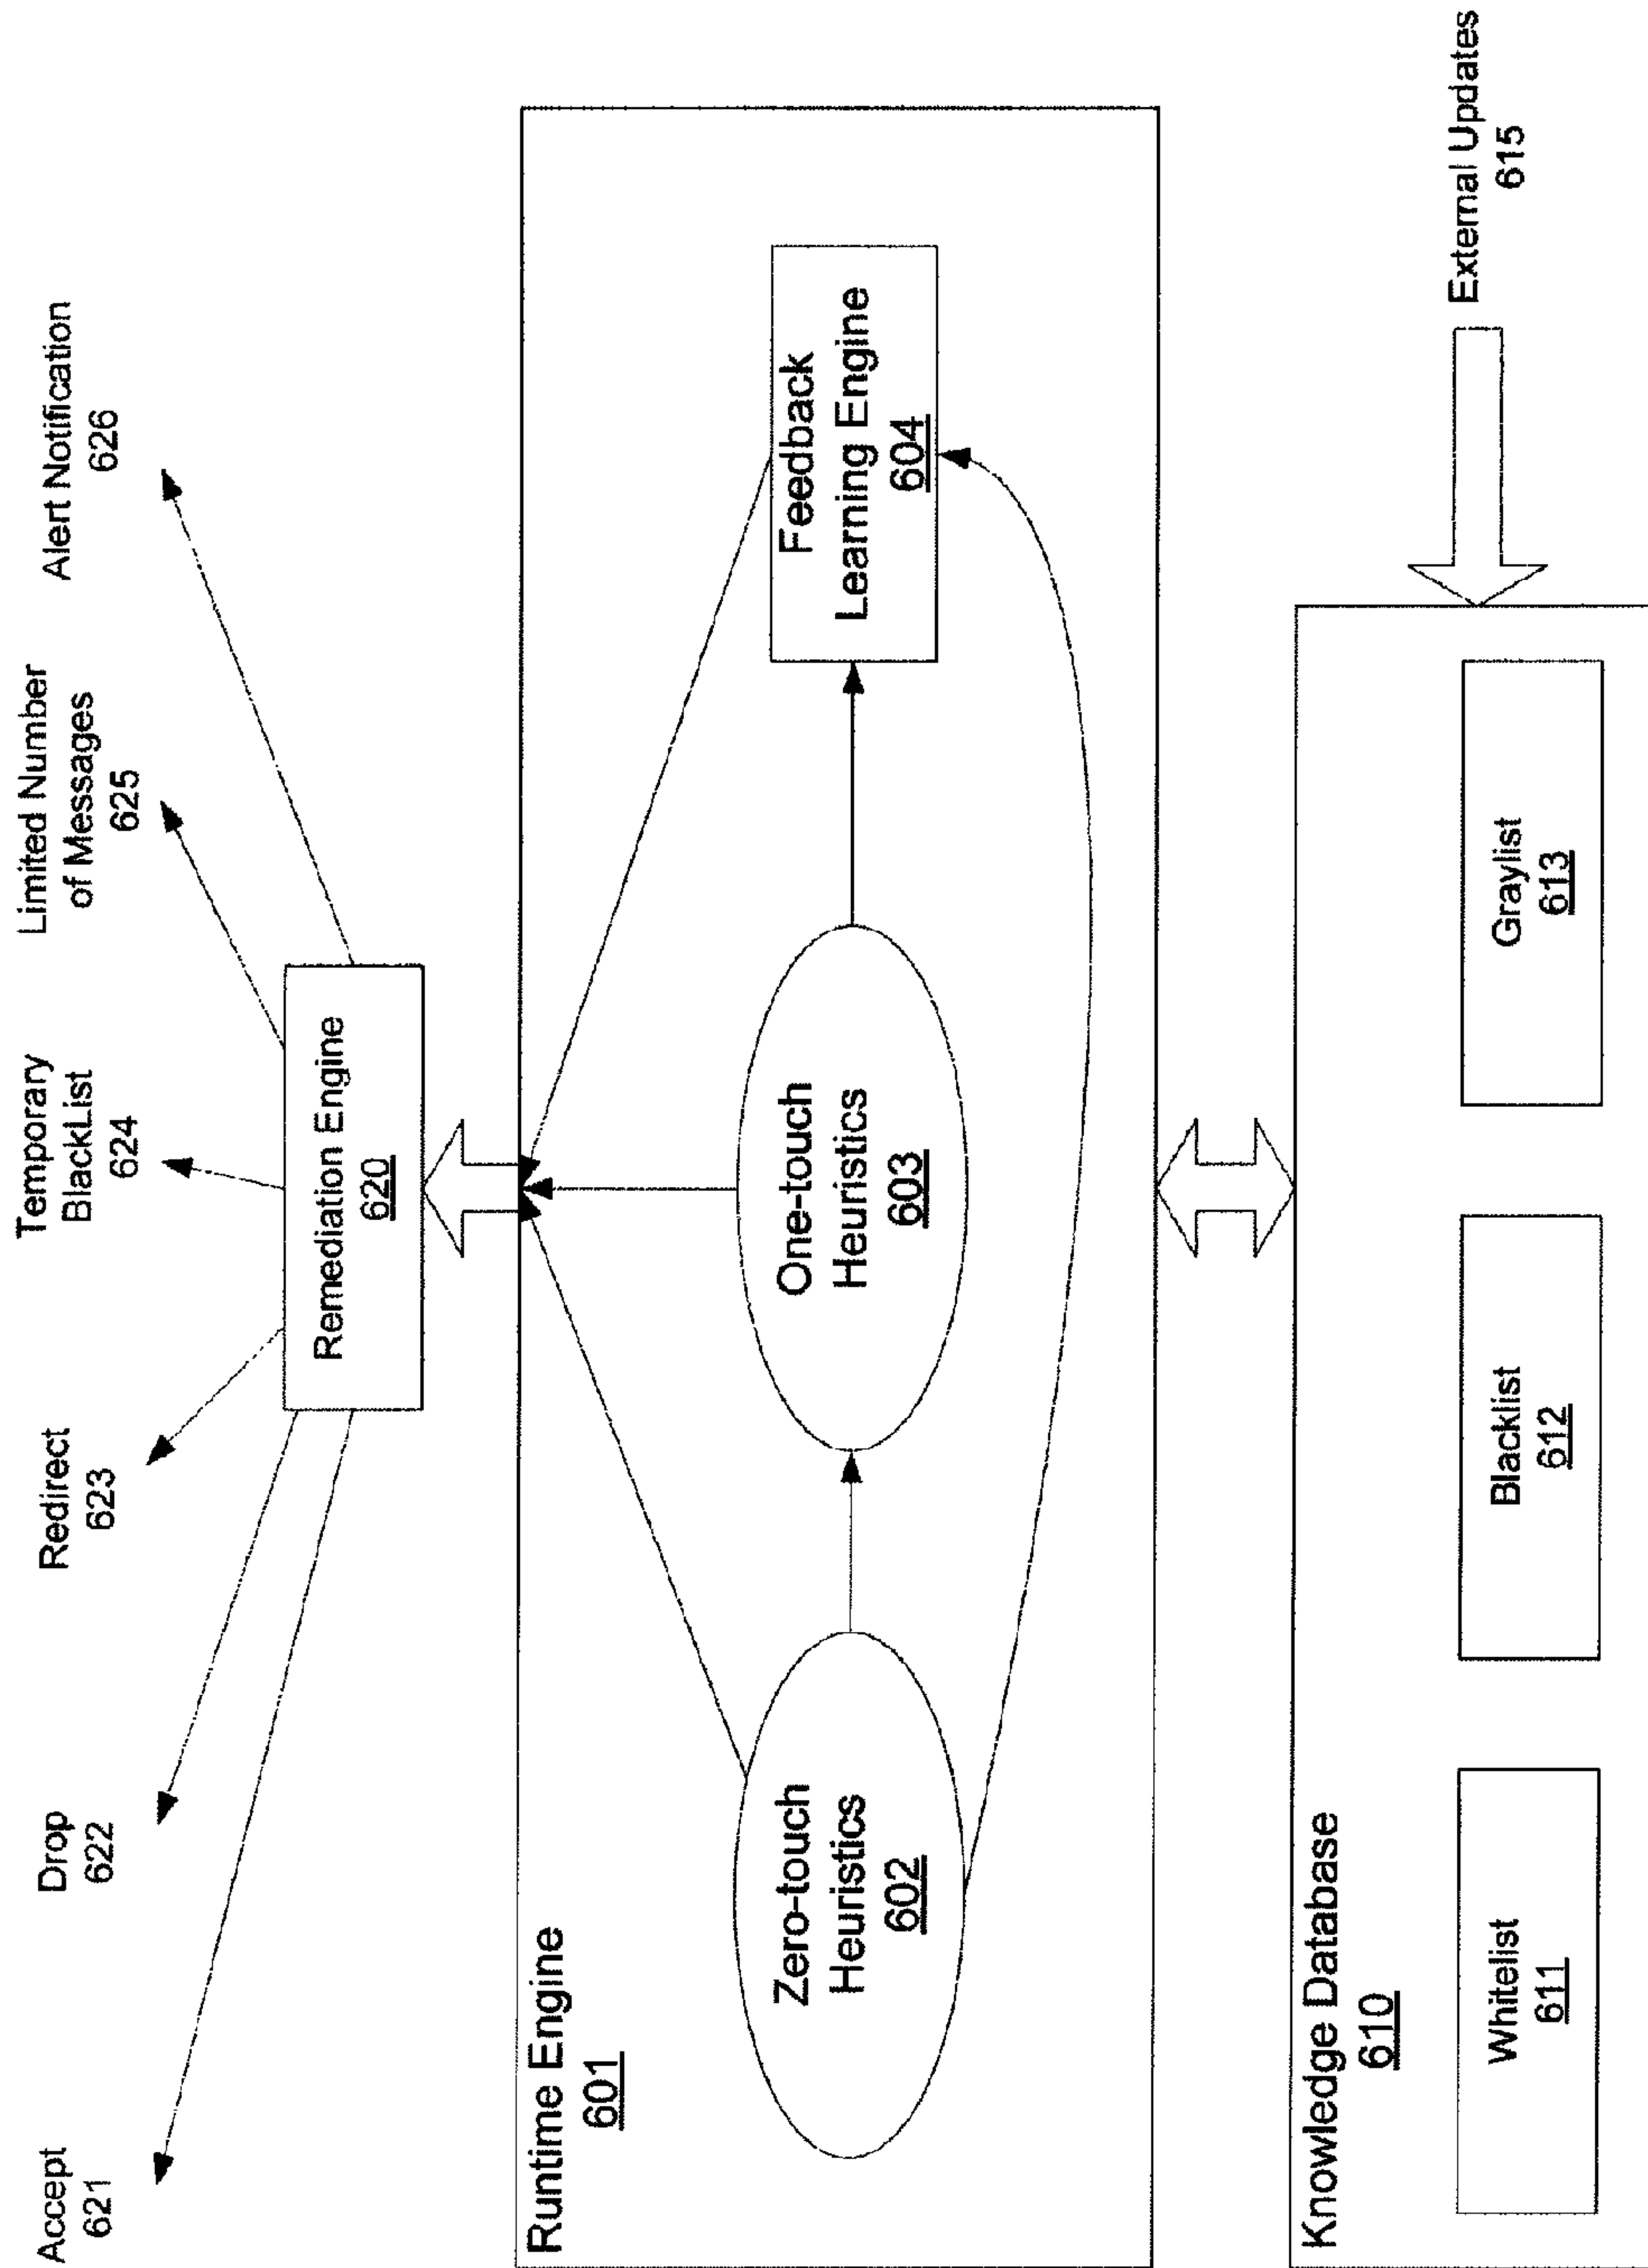 Accept
621
Drop
622
Redirect
623
Temporary
BlackList
624
Limited Number
of Messages
625
Alert Notification
626
Remediation Engine
620
Runtime Engine
601
Zero-touch
Heuristics
602
One-touch
Heuristics
603
Feedback
Learning Engine
604
Knowledge Database
610
Whitelist
611
Blacklist
612
Graylist
613
External Updates
615